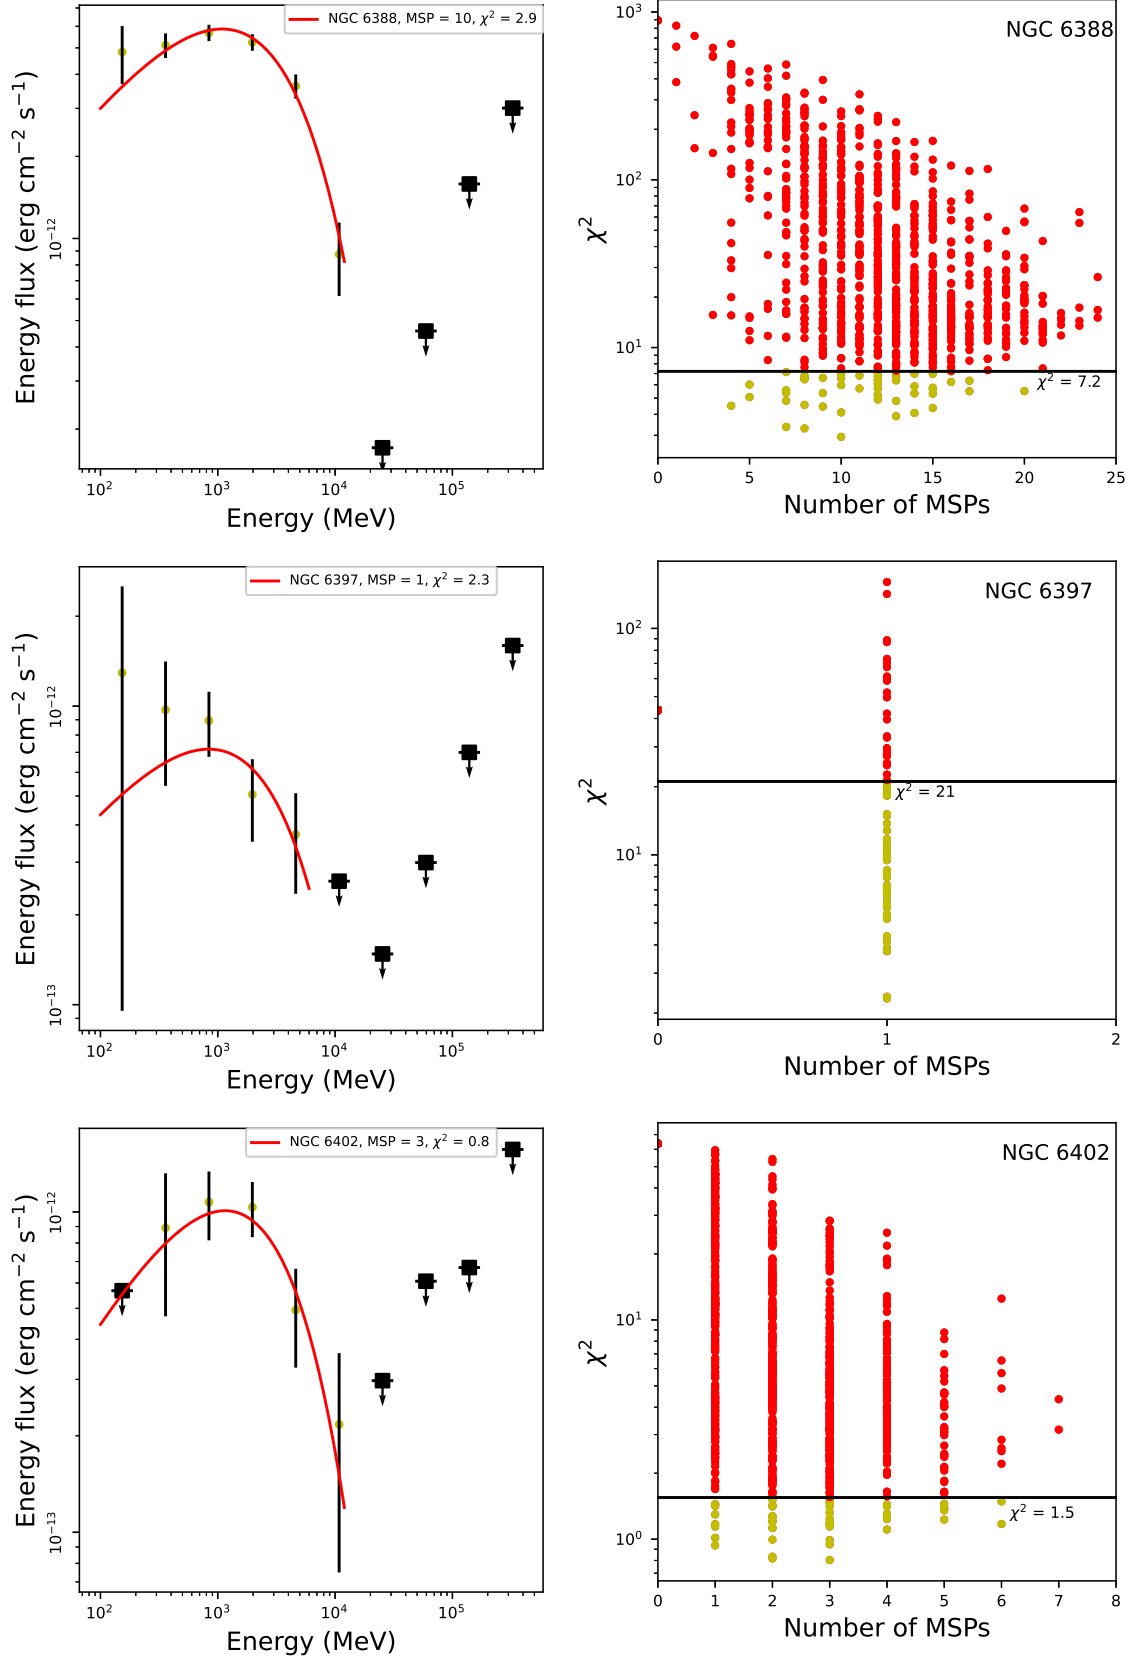 NGC 6388, MSP = 10, χ² = 2.9
Energy flux (erg cm⁻² s⁻¹)
10⁻¹²
10² 10³ 10⁴ 10⁵
Energy (MeV)
NGC 6388
χ²
10³
10²
10¹
χ² = 7.2
0 5 10 15 20 25
Number of MSPs
NGC 6397, MSP = 1, χ² = 2.3
Energy flux (erg cm⁻² s⁻¹)
10⁻¹²
10⁻¹³
10² 10³ 10⁴ 10⁵
Energy (MeV)
NGC 6397
χ²
10²
10¹
χ² = 21
0 1 2
Number of MSPs
NGC 6402, MSP = 3, χ² = 0.8
Energy flux (erg cm⁻² s⁻¹)
10⁻¹²
10⁻¹³
10² 10³ 10⁴ 10⁵
Energy (MeV)
NGC 6402
χ²
10¹
10⁰
χ² = 1.5
0 1 2 3 4 5 6 7 8
Number of MSPs